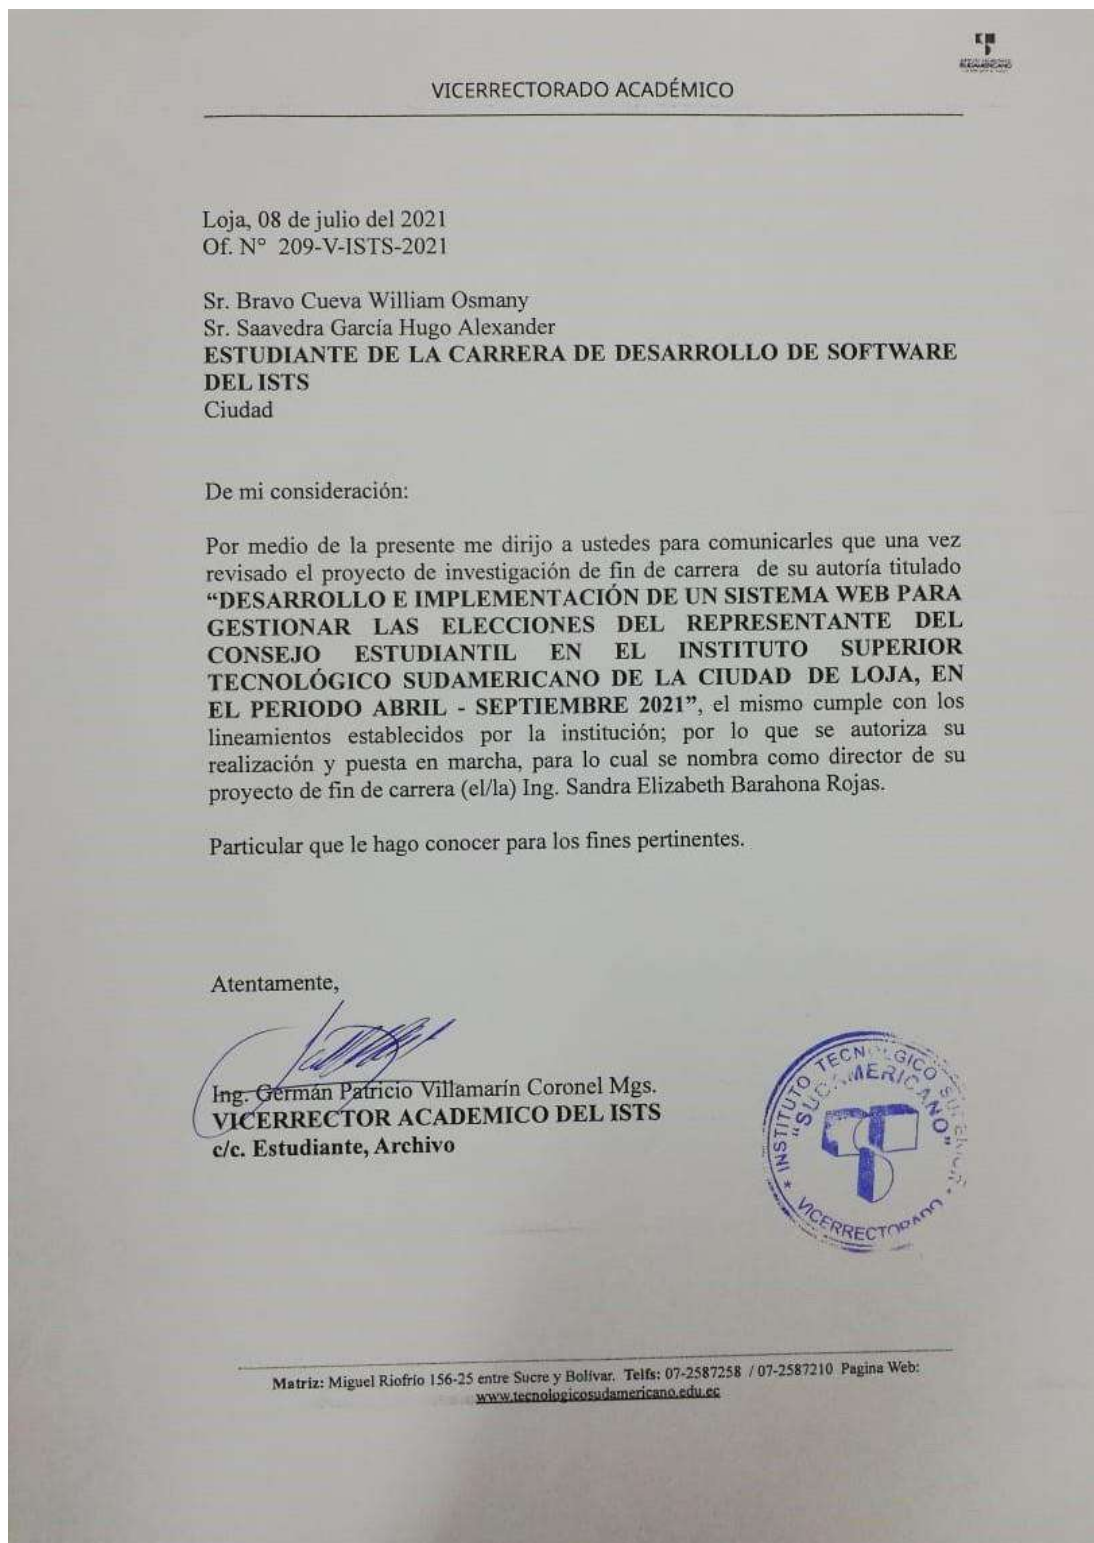 SUDAMERICANO
VICERRECTORADO ACADÉMICO
Loja, 08 de julio del 2021
Of. N° 209-V-ISTS-2021
Sr. Bravo Cueva William Osmany
Sr. Saavedra García Hugo Alexander
ESTUDIANTE DE LA CARRERA DE DESARROLLO DE SOFTWARE
DEL ISTS
Ciudad
De mi consideración:
Por medio de la presente me dirijo a ustedes para comunicarles que una vez
revisado el proyecto de investigación de fin de carrera de su autoría titulado
“DESARROLLO E IMPLEMENTACIÓN DE UN SISTEMA WEB PARA
GESTIONAR LAS ELECCIONES DEL REPRESENTANTE DEL
CONSEJO ESTUDIANTIL EN EL INSTITUTO SUPERIOR
TECNOLÓGICO SUDAMERICANO DE LA CIUDAD DE LOJA, EN
EL PERIODO ABRIL - SEPTIEMBRE 2021”, el mismo cumple con los
lineamientos establecidos por la institución; por lo que se autoriza su
realización y puesta en marcha, para lo cual se nombra como director de su
proyecto de fin de carrera (el/la) Ing. Sandra Elizabeth Barahona Rojas.
Particular que le hago conocer para los fines pertinentes.
Atentamente,
Ing. Germán Patricio Villamarín Coronel Mgs.
VICERRECTOR ACADEMICO DEL ISTS
c/c. Estudiante, Archivo
* INSTITUTO TECNOLOGICO SUPERIOR *
"SUDAMERICANO"
VICERRECTORADO
Matriz: Miguel Riofrío 156-25 entre Sucre y Bolívar. Telfs: 07-2587258 / 07-2587210 Pagina Web:
www.tecnologicosudamericano.edu.ec